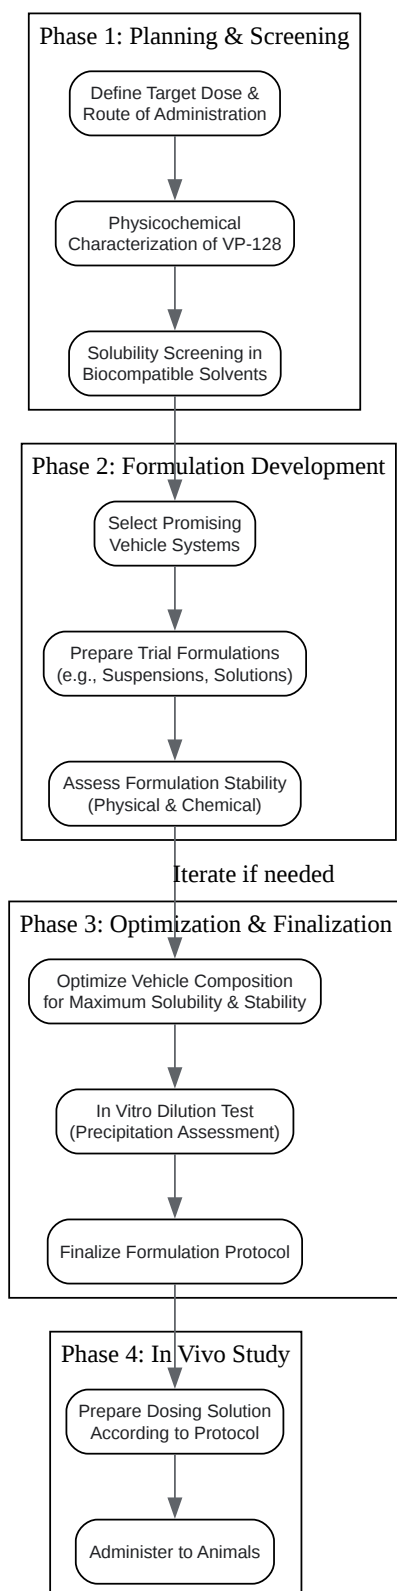 Phase 1: Planning & Screening
Define Target Dose &
Route of Administration
Physicochemical
Characterization of VP-128
Solubility Screening in
Biocompatible Solvents
Phase 2: Formulation Development
Select Promising
Vehicle Systems
Prepare Trial Formulations
(e.g., Suspensions, Solutions)
Assess Formulation Stability
(Physical & Chemical)
Iterate if needed
Phase 3: Optimization & Finalization
Optimize Vehicle Composition
for Maximum Solubility & Stability
In Vitro Dilution Test
(Precipitation Assessment)
Finalize Formulation Protocol
Phase 4: In Vivo Study
Prepare Dosing Solution
According to Protocol
Administer to Animals